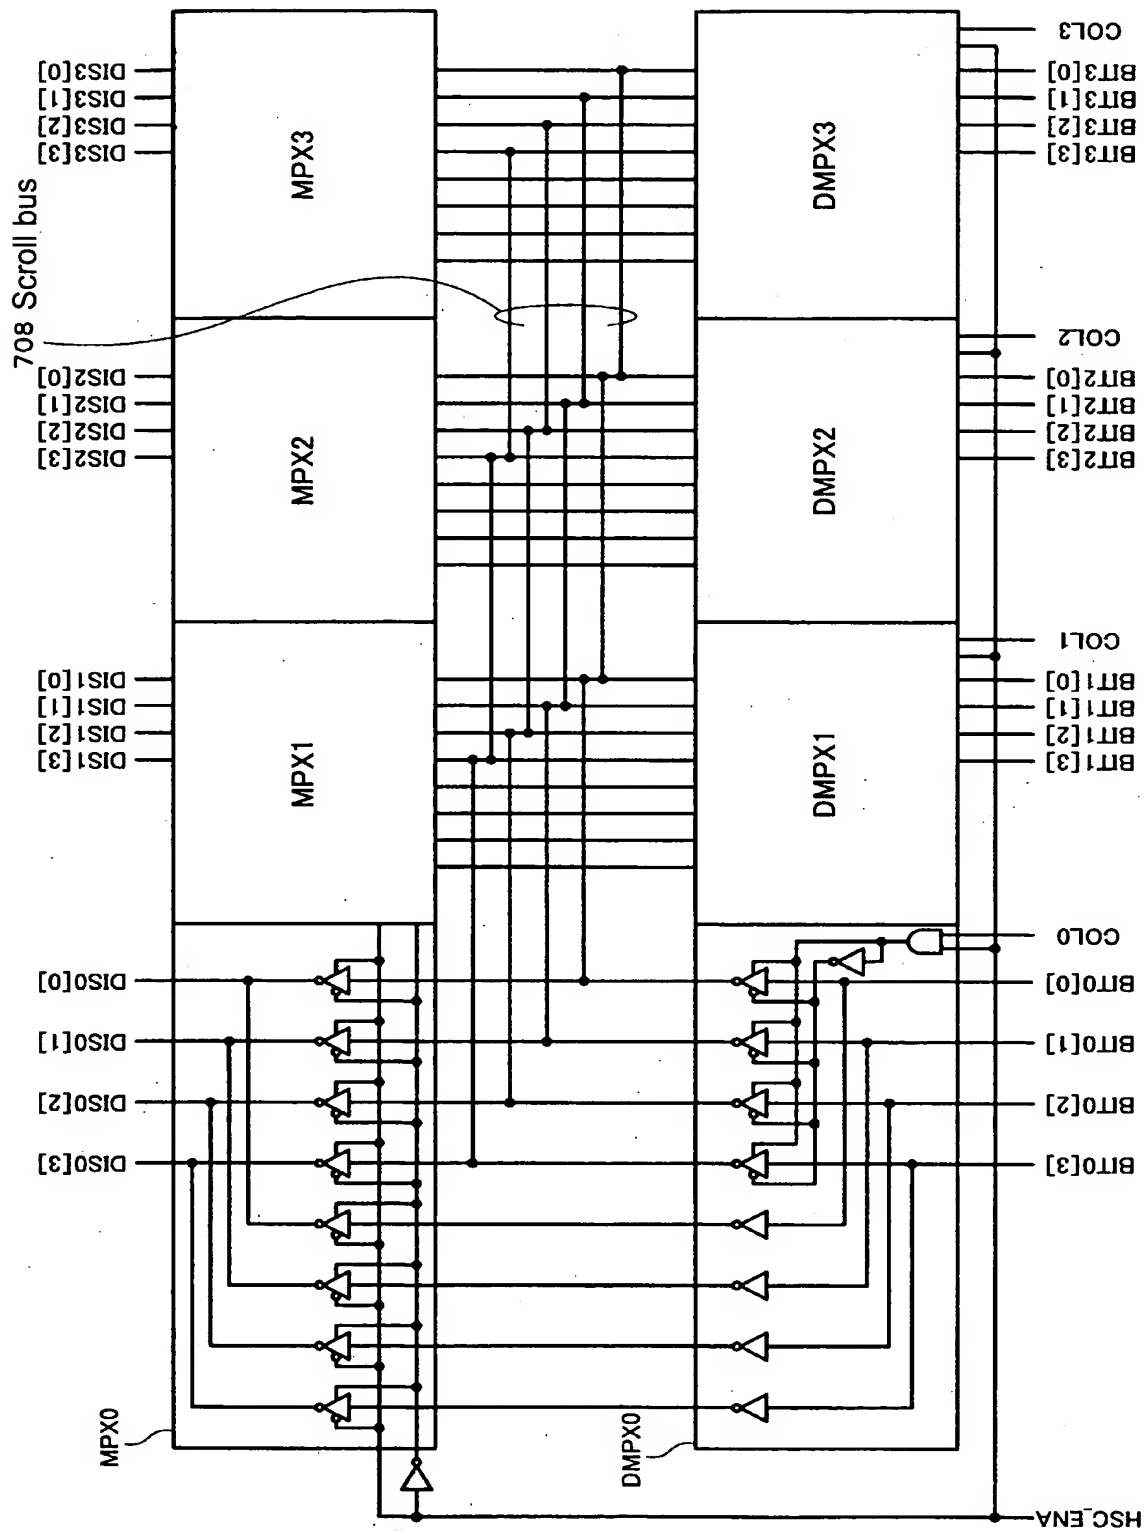 708 Scroll bus
DIS0[3]
DIS0[2]
DIS0[1]
DIS0[0]
DIS1[3]
DIS1[2]
DIS1[1]
DIS1[0]
DIS2[3]
DIS2[2]
DIS2[1]
DIS2[0]
DIS3[3]
DIS3[2]
DIS3[1]
DIS3[0]
MPX0
MPX1
MPX2
MPX3
DMPX0
DMPX1
DMPX2
DMPX3
HSC_ENA
BIT0[3]
BIT0[2]
BIT0[1]
BIT0[0]
COL0
BIT1[3]
BIT1[2]
BIT1[1]
BIT1[0]
COL1
BIT2[3]
BIT2[2]
BIT2[1]
BIT2[0]
COL2
BIT3[3]
BIT3[2]
BIT3[1]
BIT3[0]
COL3